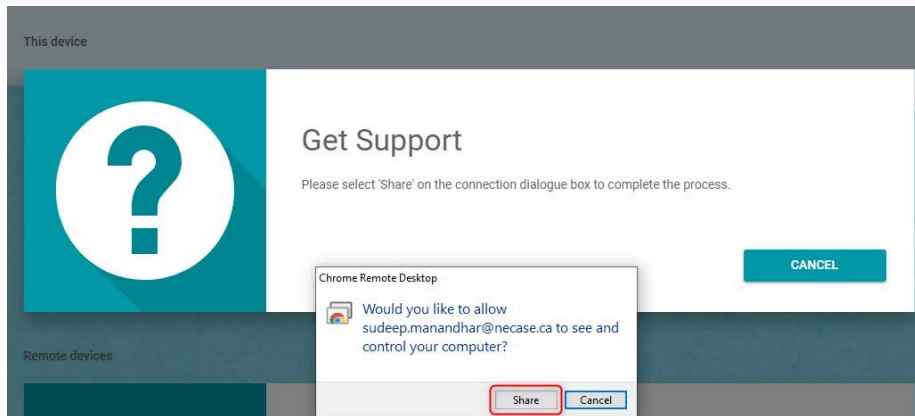 This device
Get Support
Please select 'Share' on the connection dialogue box to complete the process.
CANCEL
Chrome Remote Desktop
Would you like to allow
sudeep.manandhar@necase.ca to see and
control your computer?
Remote devices
Share
Cancel